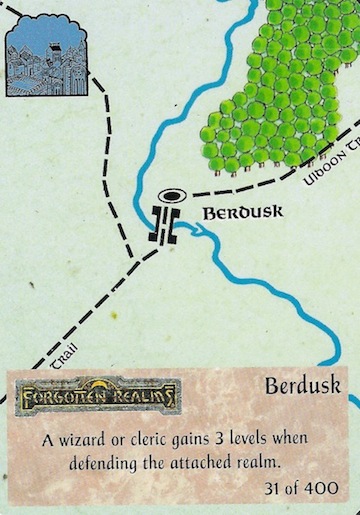 Uldoon Tr
Berdusk
Trail
Forgotten Realms
Berdusk
A wizard or cleric gains 3 levels when
defending the attached realm.
31 of 400